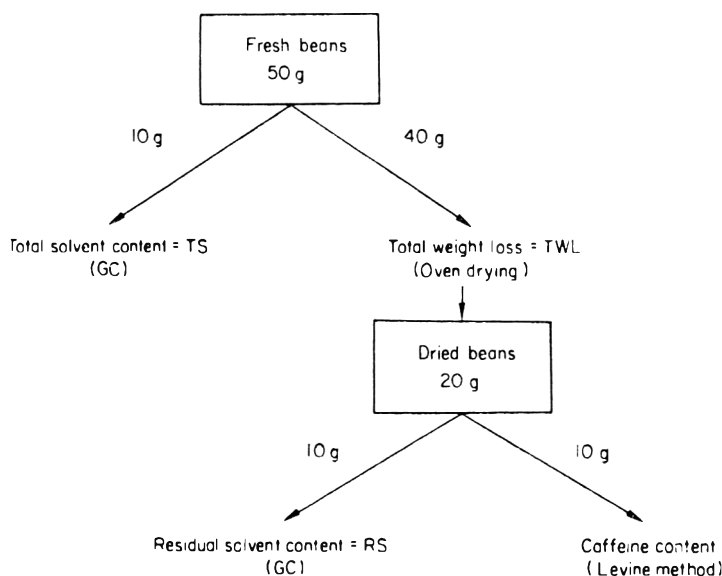 Fresh beans
50 g
10 g
40 g
Total solvent content = TS
(GC)
Total weight loss = TWL
(Oven drying)
Dried beans
20 g
10 g
10 g
Residual solvent content = RS
(GC)
Caffeine content
(Levine method)